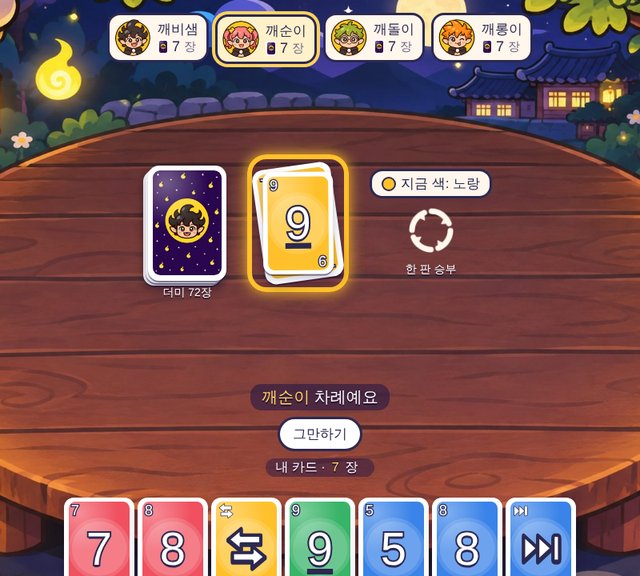 깨비샘
7 장
깨순이
7 장
깨돌이
7 장
깨롱이
7 장
9
9
9
지금 색: 노랑
더미 72장
한 판 승부
깨순이 차례예요
그만하기
내 카드 · 7 장
7
7
8
8
9
9
5
5
8
8